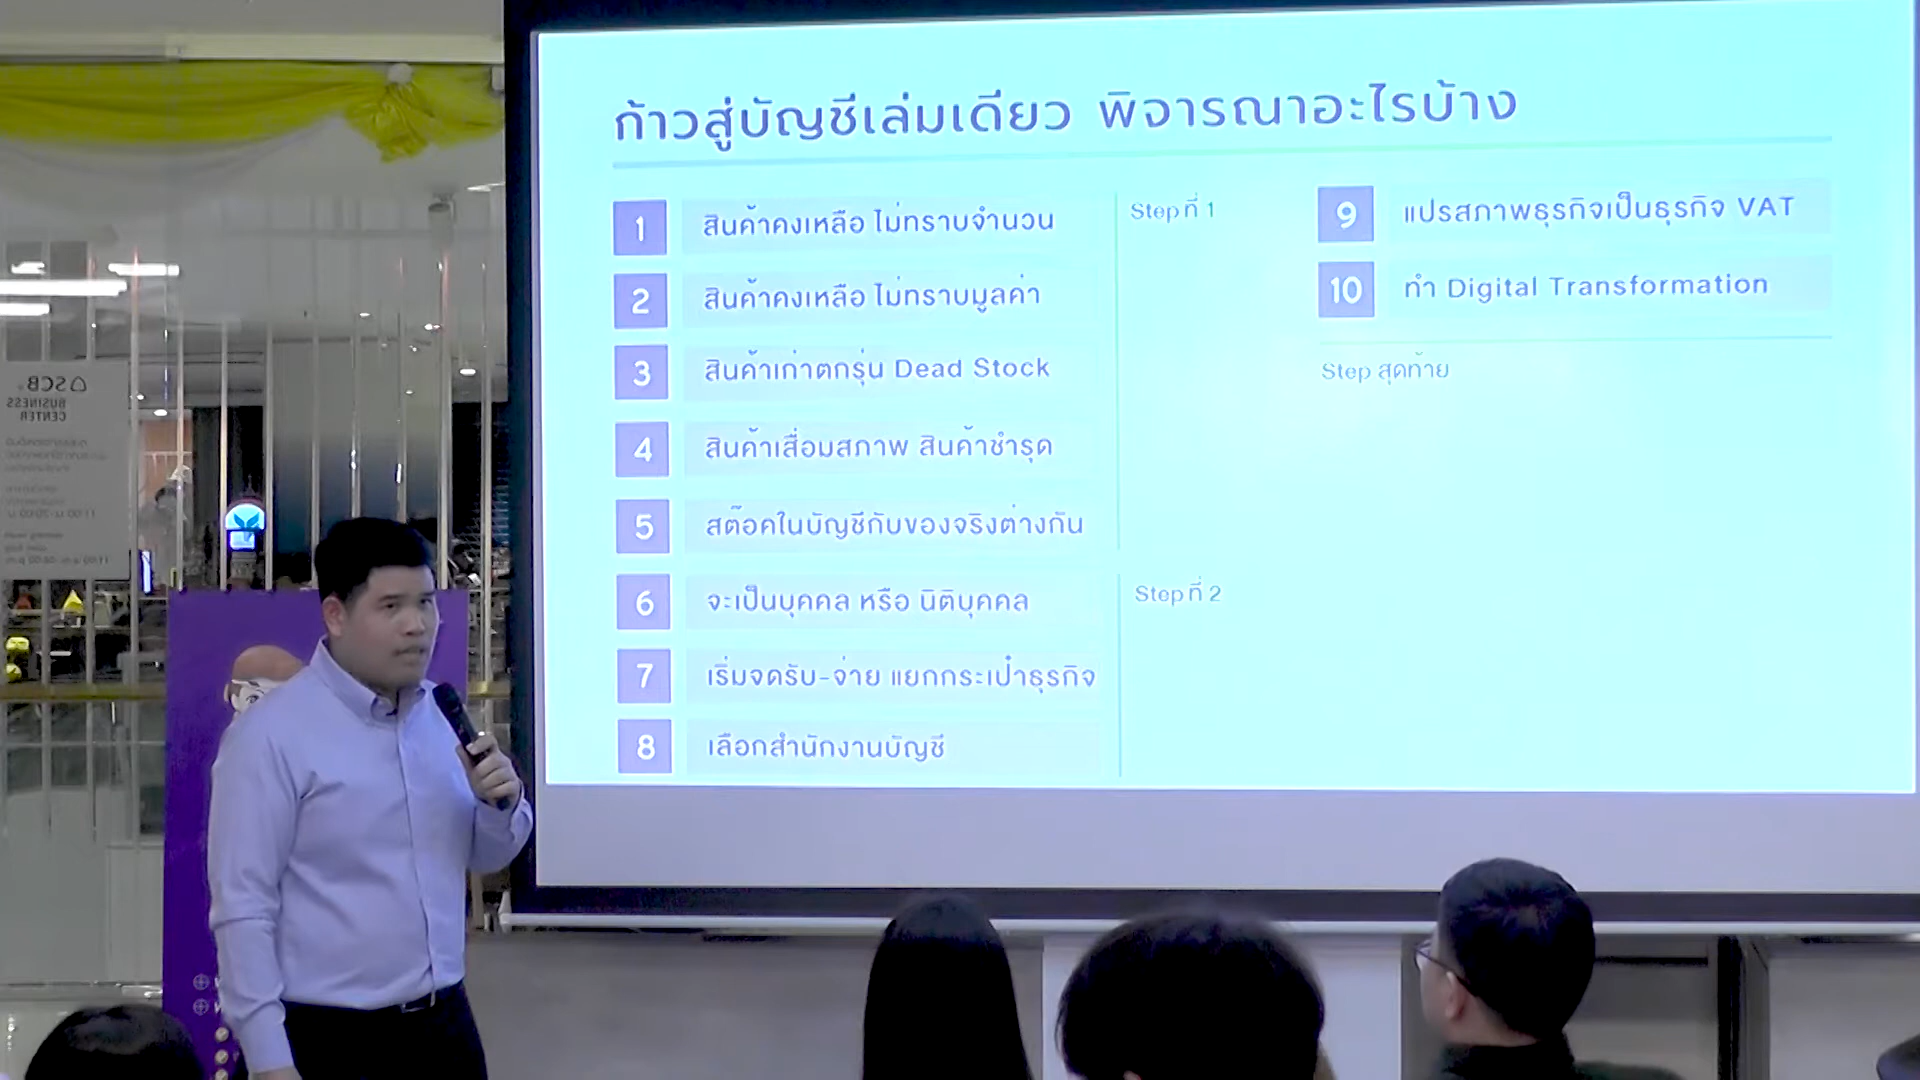 ก้าวสู่บัญชีเล่มเดียว พิจารณาอะไรบ้าง
1 สินค้าคงเหลือ ไม่ทราบจำนวน
2 สินค้าคงเหลือ ไม่ทราบมูลค่า
3 สินค้าเก่าตกรุ่น Dead Stock
4 สินค้าเสื่อมสภาพ สินค้าชำรุด
5 สต๊อคในบัญชีกับของจริงต่างกัน
Step ที่ 1
6 จะเป็นบุคคล หรือ นิติบุคคล
7 เริ่มจดรับ-จ่าย แยกกระเป๋าธุรกิจ
8 เลือกสำนักงานบัญชี
Step ที่ 2
9 แปรสภาพธุรกิจเป็นธุรกิจ VAT
10 ทำ Digital Transformation
Step สุดท้าย
SCB
BUSINESS
CENTER